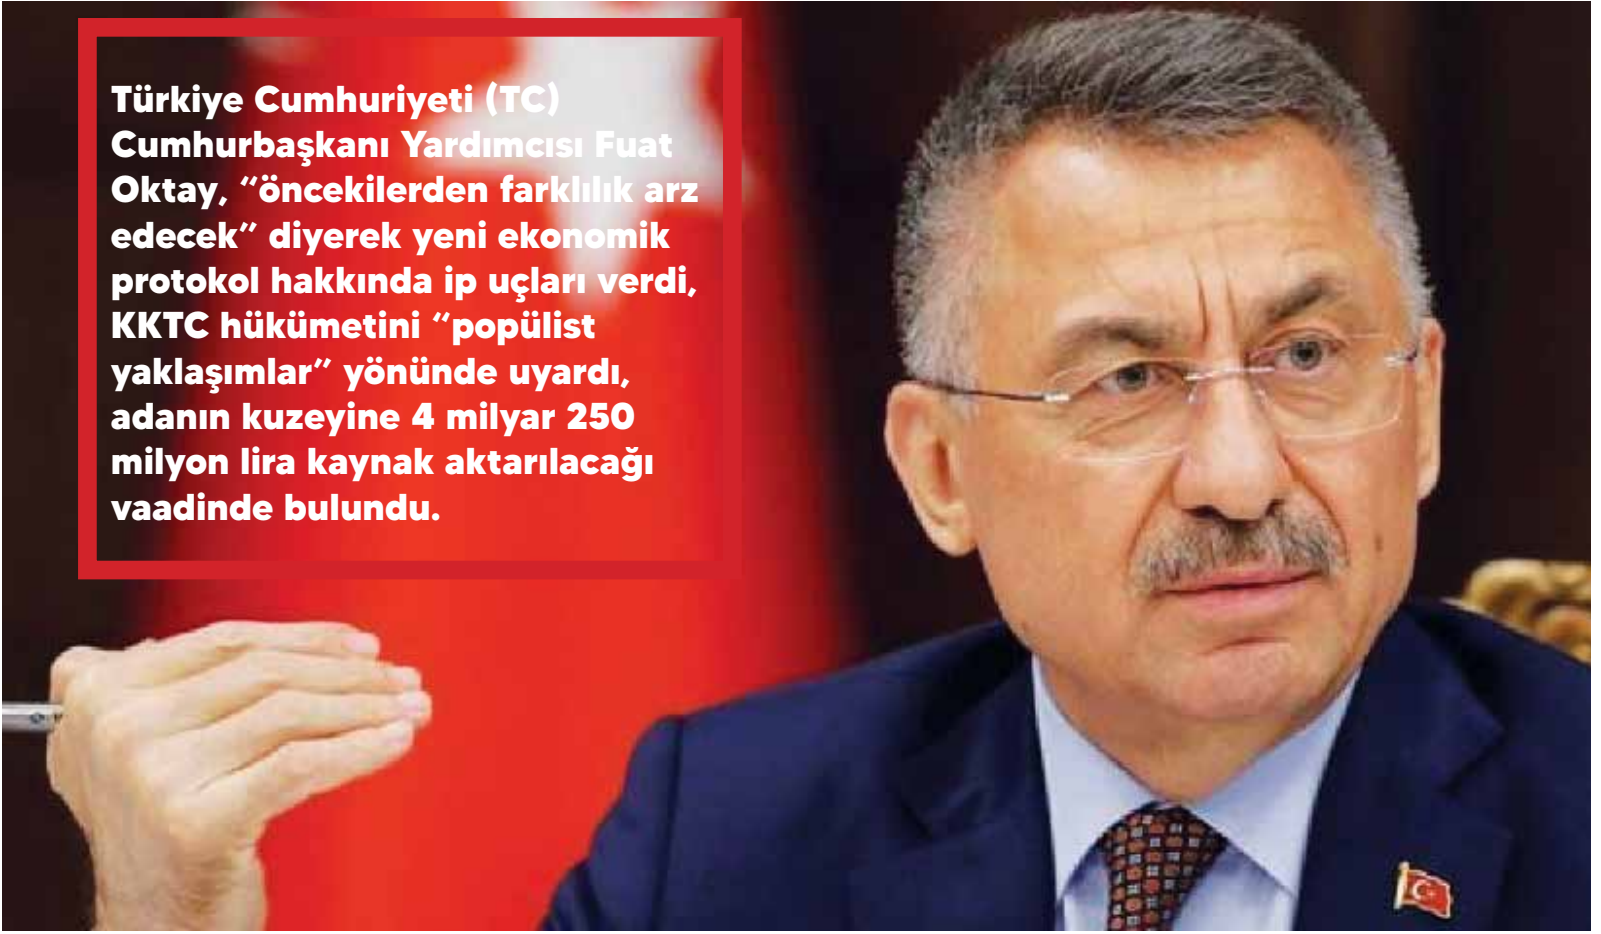 Türkiye Cumhuriyeti (TC)
Cumhurbaşkanı Yardımcısı Fuat
Oktay, “öncekilerden farklılık arz
edecek” diyerek yeni ekonomik
protokol hakkında ip uçları verdi,
KKTC hükümetini “popülist
yaklaşımlar” yönünde uyardı,
adanın kuzeyine 4 milyar 250
milyon lira kaynak aktarılacağı
vaadinde bulundu.